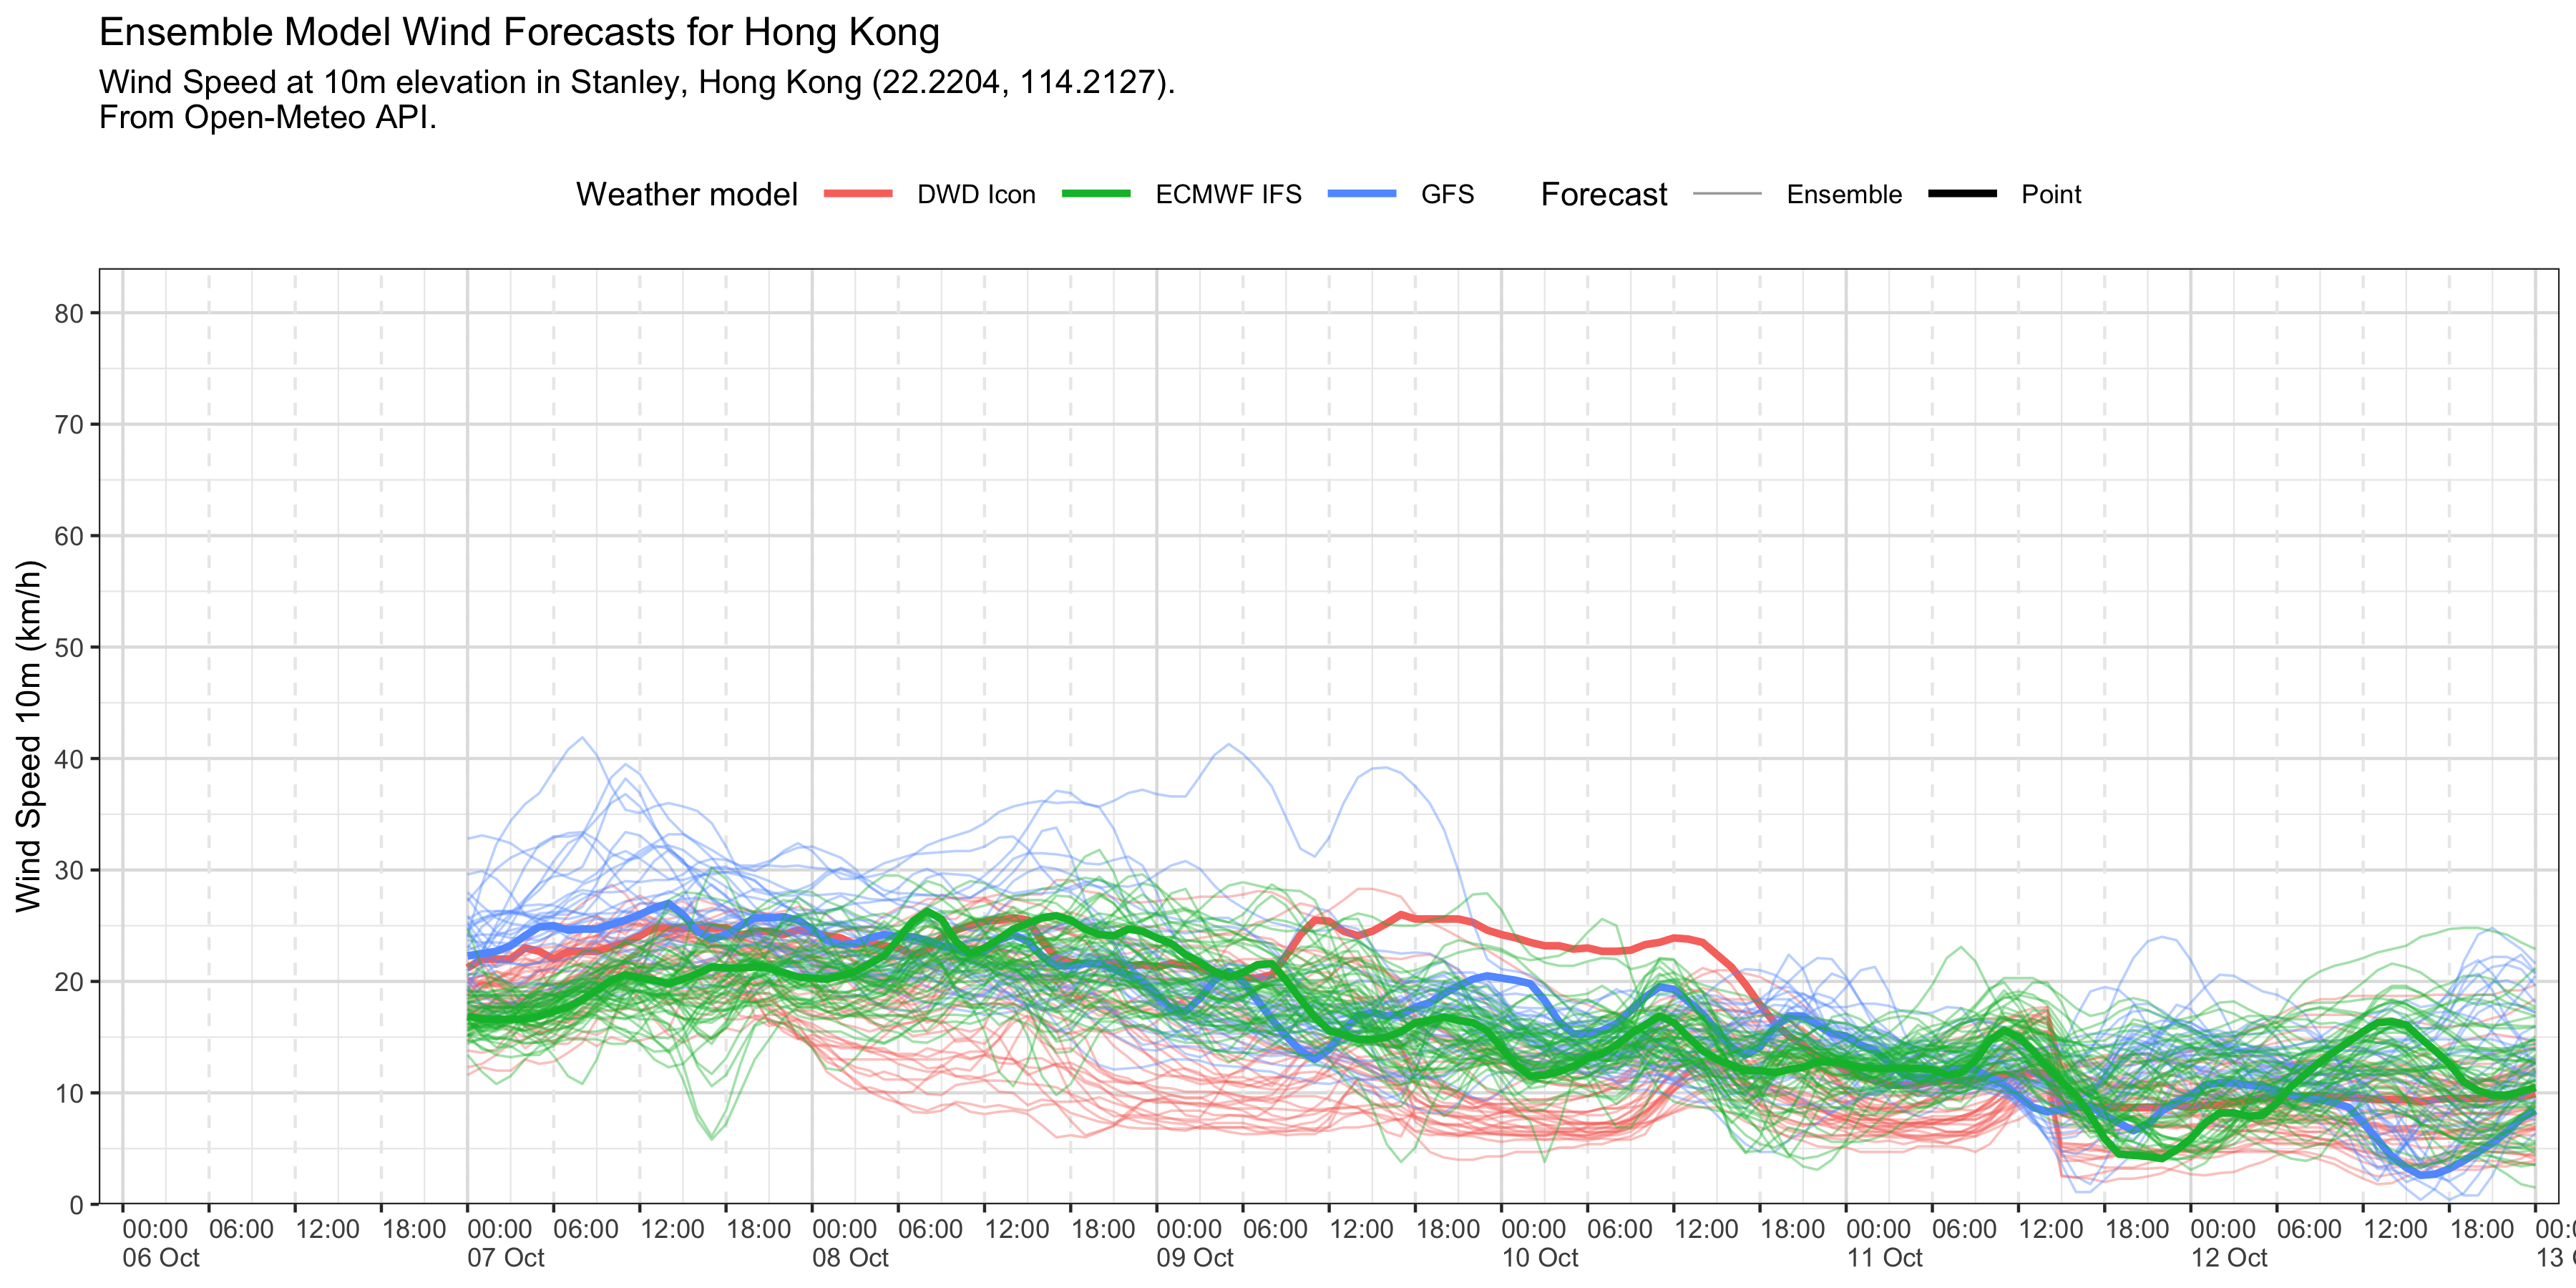 Ensemble Model Wind Forecasts for Hong Kong
Wind Speed at 10m elevation in Stanley, Hong Kong (22.2204, 114.2127).
From Open-Meteo API.
Weather model DWD Icon ECMWF IFS GFS Forecast Ensemble Point
Wind Speed 10m (km/h)
80
70
60
50
40
30
20
10
0
00:00 06:00 12:00 18:00 00:00 06:00 12:00 18:00 00:00 06:00 12:00 18:00 00:00 06:00 12:00 18:00 00:00 06:00 12:00 18:00 00:00 06:00 12:00 18:00 00:00 06:00 12:00 18:00 00:
06 Oct 07 Oct 08 Oct 09 Oct 10 Oct 11 Oct 12 Oct 13